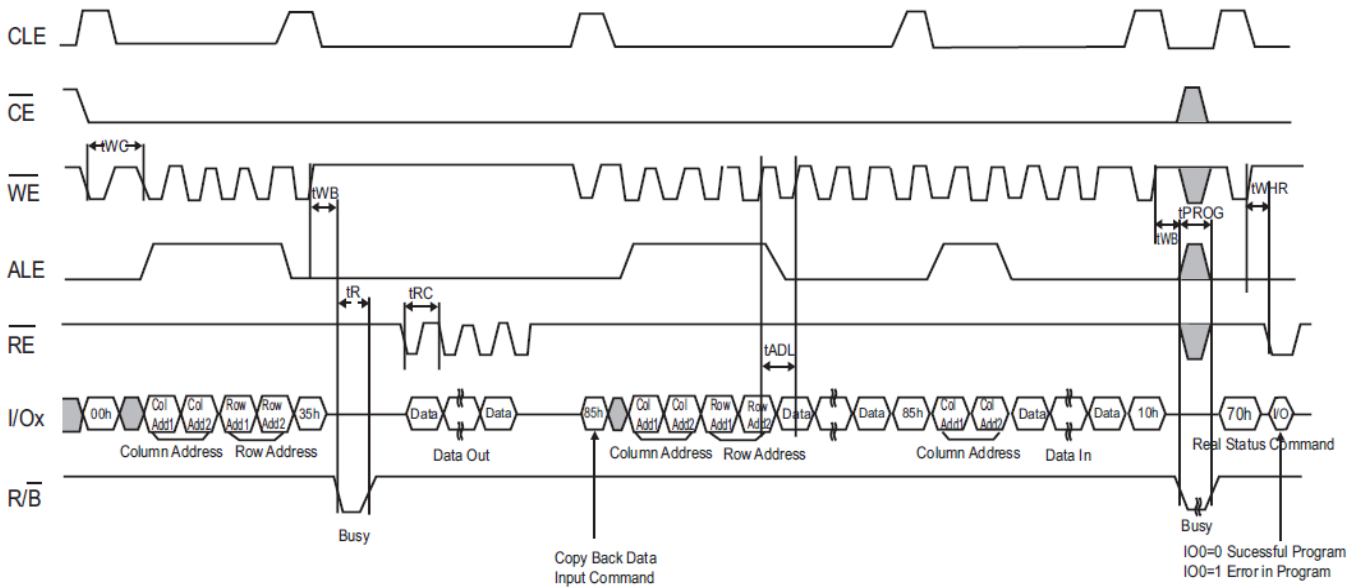 CLE
CE
tWC
WE
tWB
tWHR
tPROG
tWB
ALE
tR
tRC
RE
tADL
I/Ox
00h
Col Add1
Col Add2
Row Add1
Row Add2
35h
Data
Data
85h
Col Add1
Col Add2
Row Add1
Row Add2
Data
Data
85h
Col Add1
Col Add2
Data
Data
10h
70h
I/O
Column Address
Row Address
Data Out
Column Address
Row Address
Column Address
Data In
Real Status Command
R/B
Busy
Busy
Copy Back Data
Input Command
IO0=0 Sucessful Program
IO0=1 Error in Program